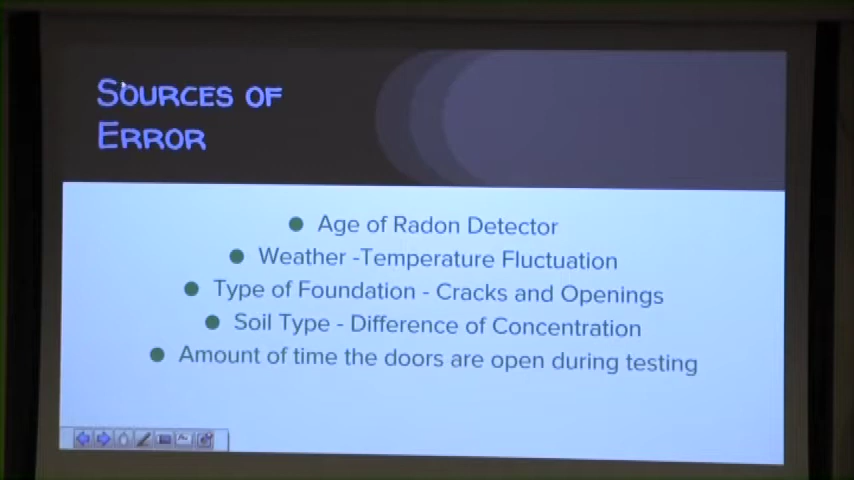 Sources of
Error
Age of Radon Detector
Weather -Temperature Fluctuation
Type of Foundation - Cracks and Openings
Soil Type - Difference of Concentration
Amount of time the doors are open during testing